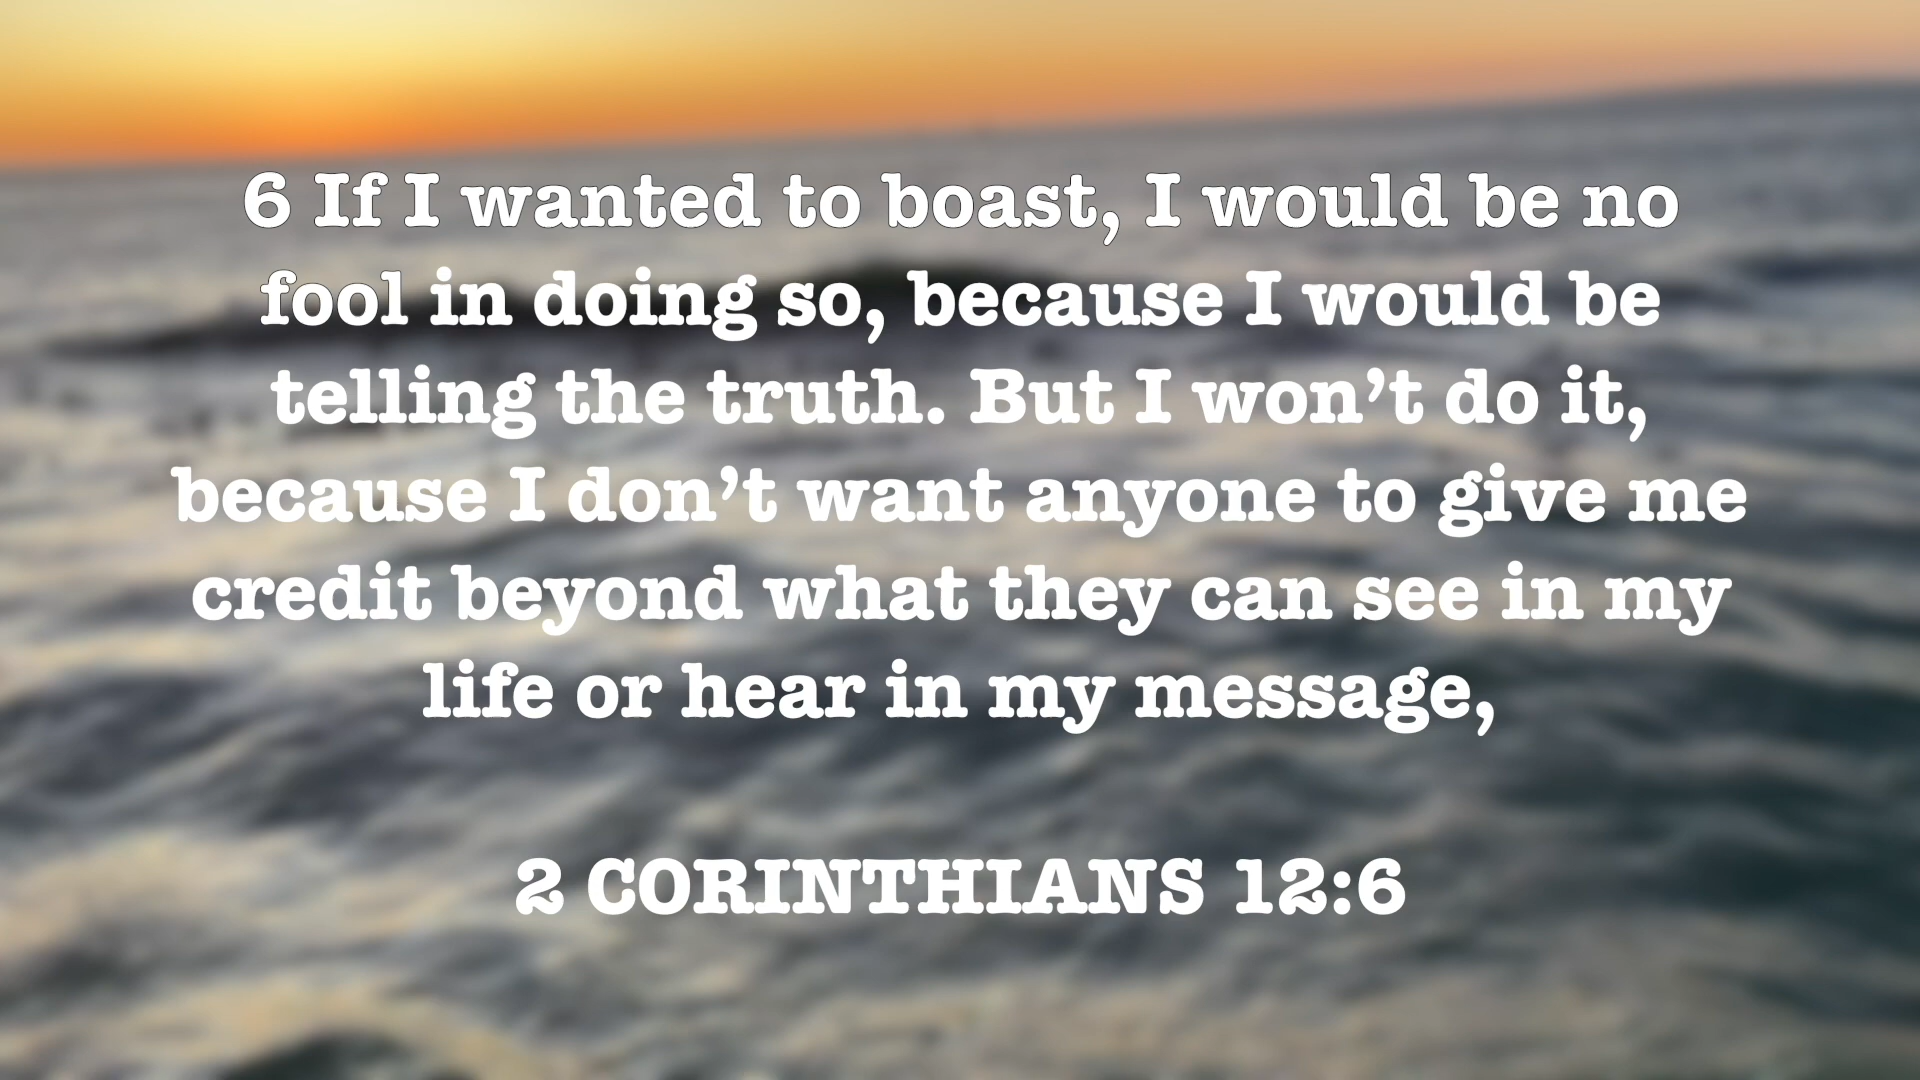 6 If I wanted to boast, I would be no
fool in doing so, because I would be
telling the truth. But I won’t do it,
because I don’t want anyone to give me
credit beyond what they can see in my
life or hear in my message,
2 CORINTHIANS 12:6